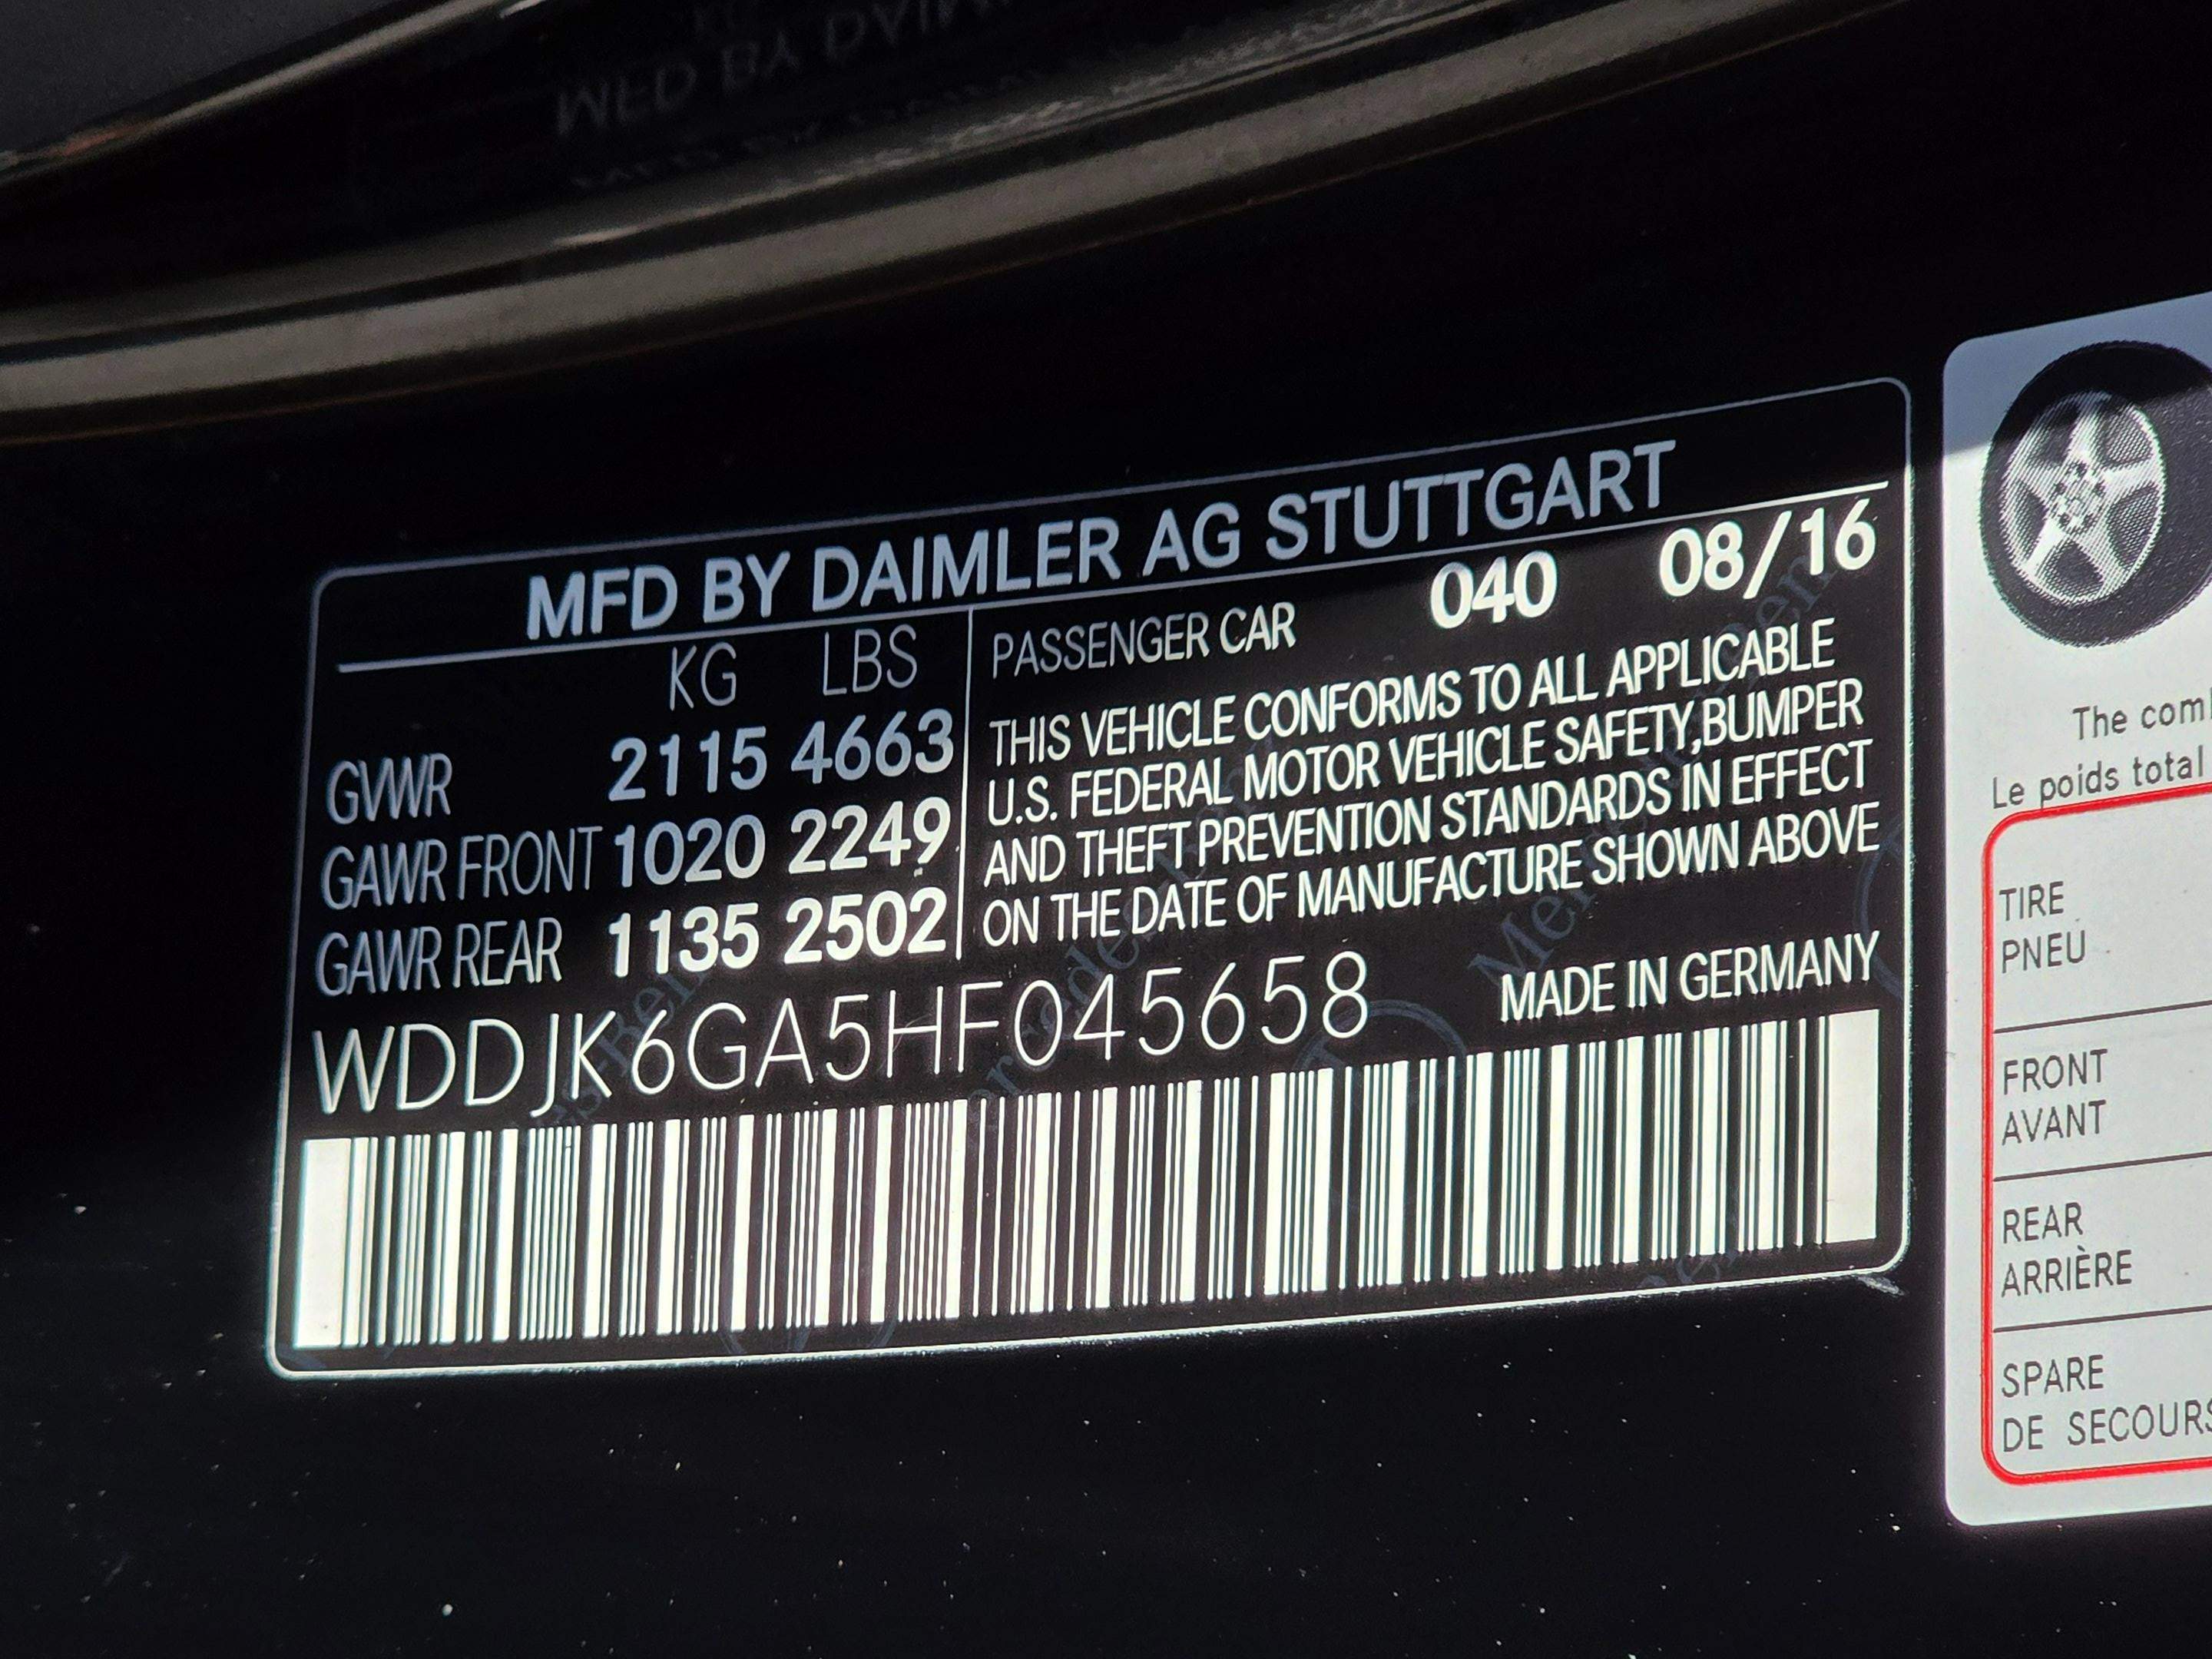 MFD BY DAIMLER AG STUTTGART
KG LBS
GVWR 2115 4663
GAWR FRONT 1020 2249
GAWR REAR 1135 2502
PASSENGER CAR 040 08/16
THIS VEHICLE CONFORMS TO ALL APPLICABLE
U.S. FEDERAL MOTOR VEHICLE SAFETY,BUMPER
AND THEFT PREVENTION STANDARDS IN EFFECT
ON THE DATE OF MANUFACTURE SHOWN ABOVE
WDDJK6GA5HF045658 MADE IN GERMANY
The
Le poids total
TIRE
PNEU
FRONT
AVANT
REAR
ARRIÈRE
SPARE
DE SECOURS